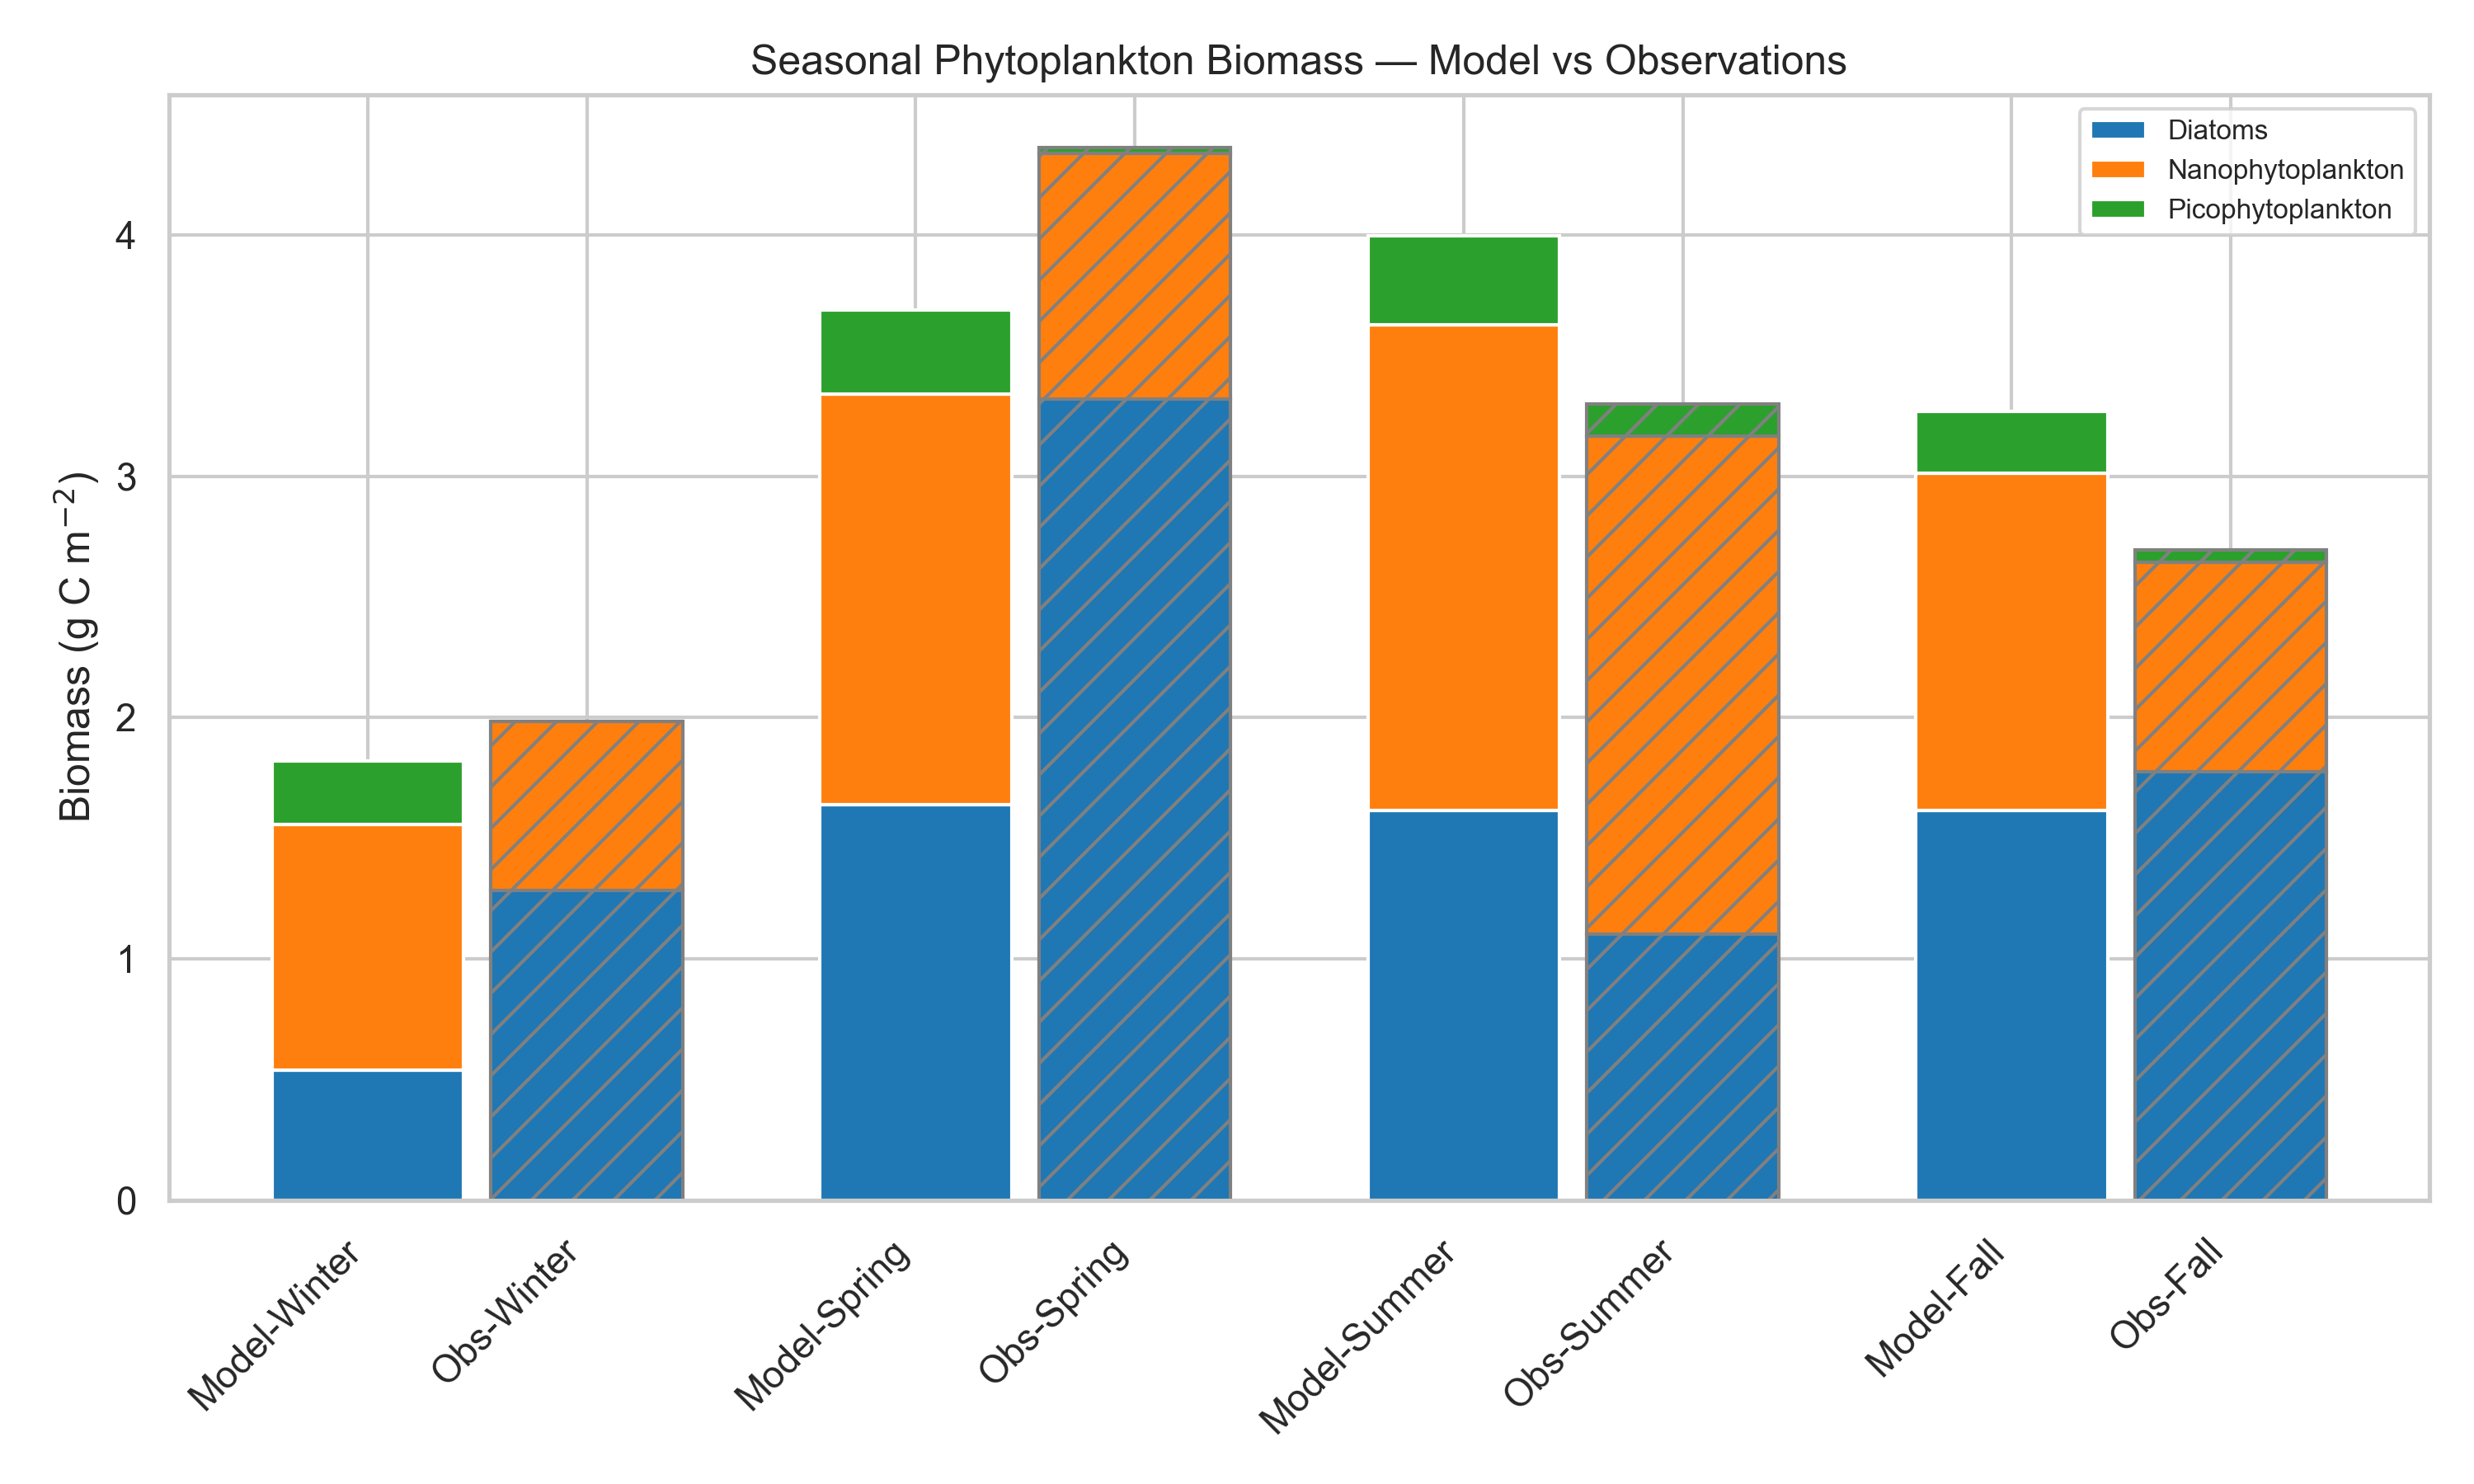 Seasonal Phytoplankton Biomass — Model vs Observations
Diatoms
Nanophytoplankton
Picophytoplankton
Biomass (g C m⁻²)
4
3
2
1
0
Model-Winter
Obs-Winter
Model-Spring
Obs-Spring
Model-Summer
Obs-Summer
Model-Fall
Obs-Fall